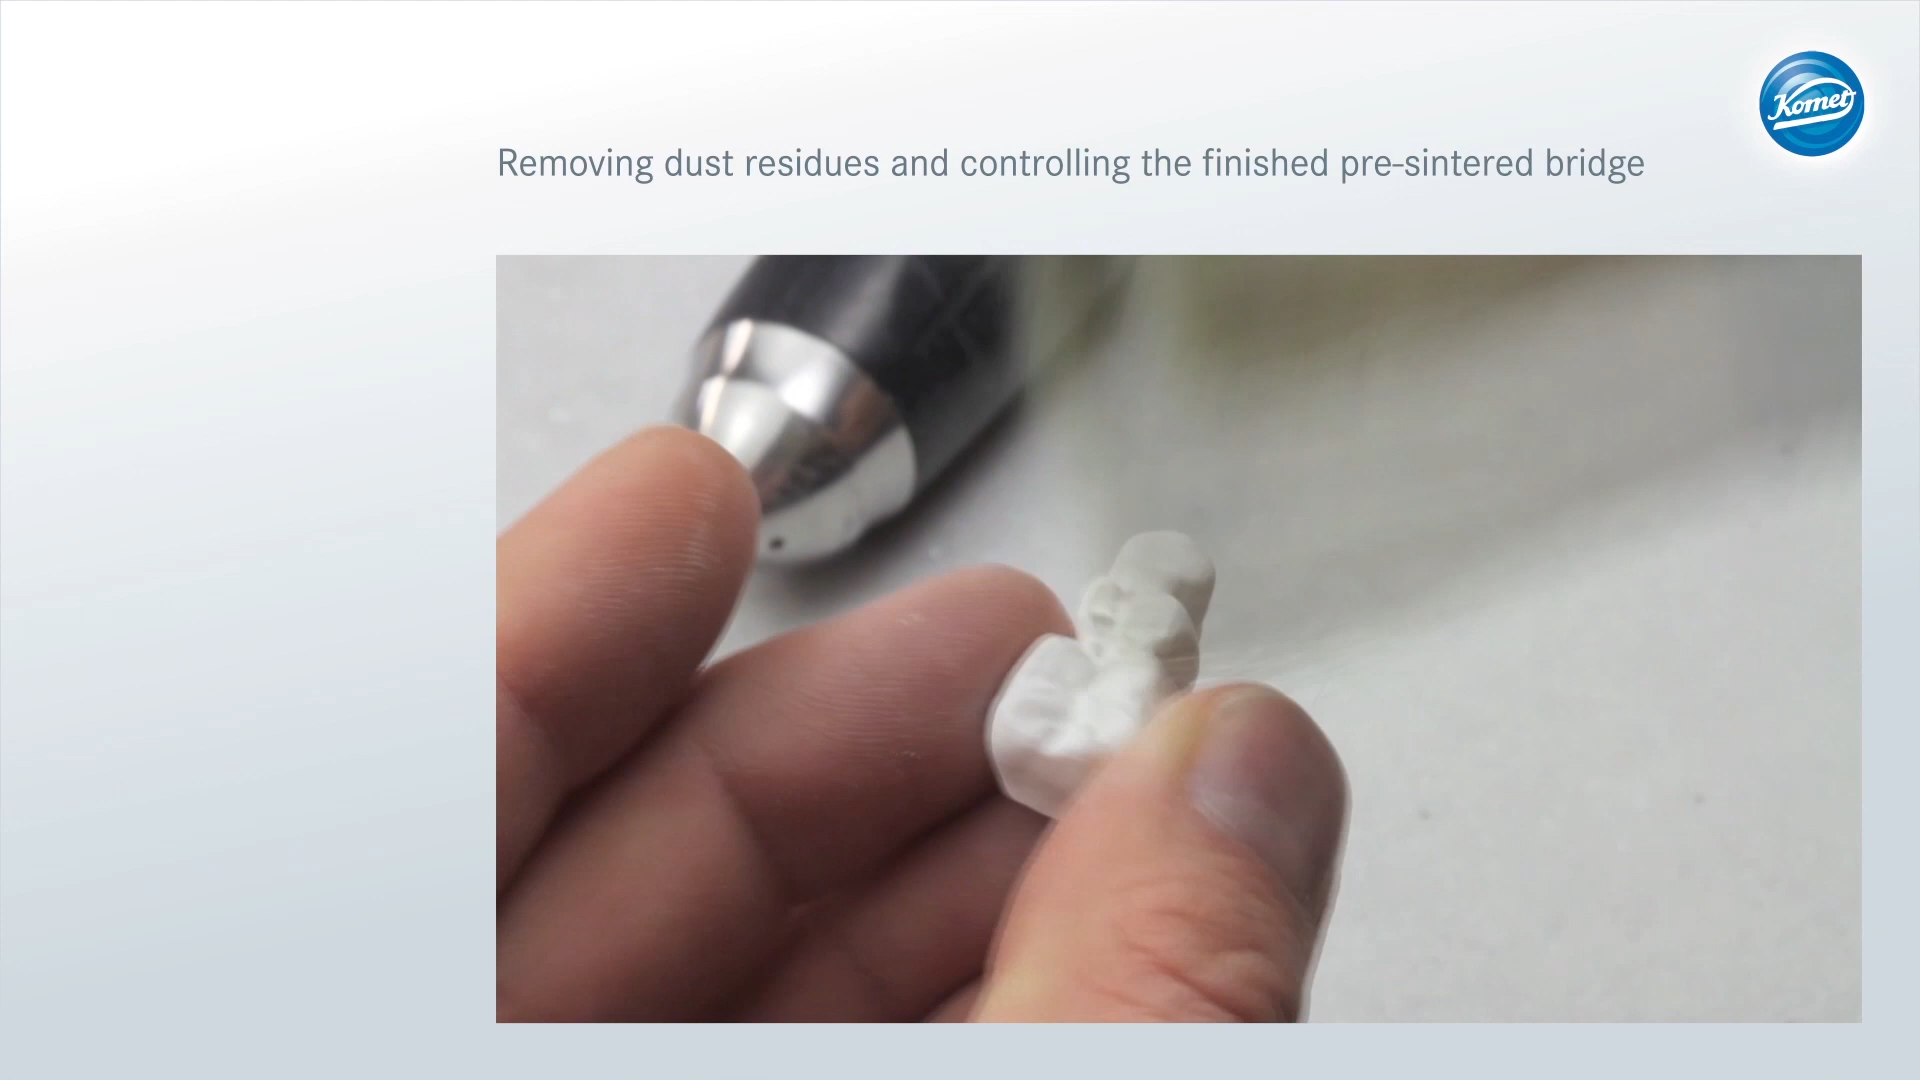 Komet
Removing dust residues and controlling the finished pre-sintered bridge